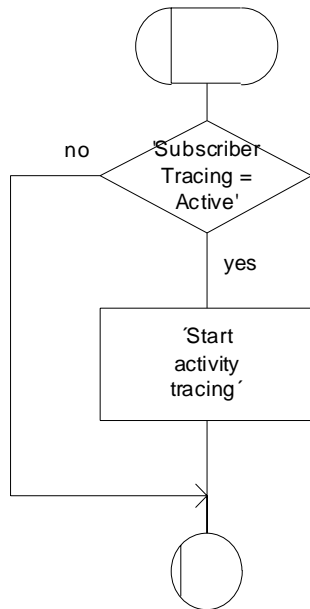 'Subscriber
Tracing =
Active'
no
yes
´Start
activity
tracing´